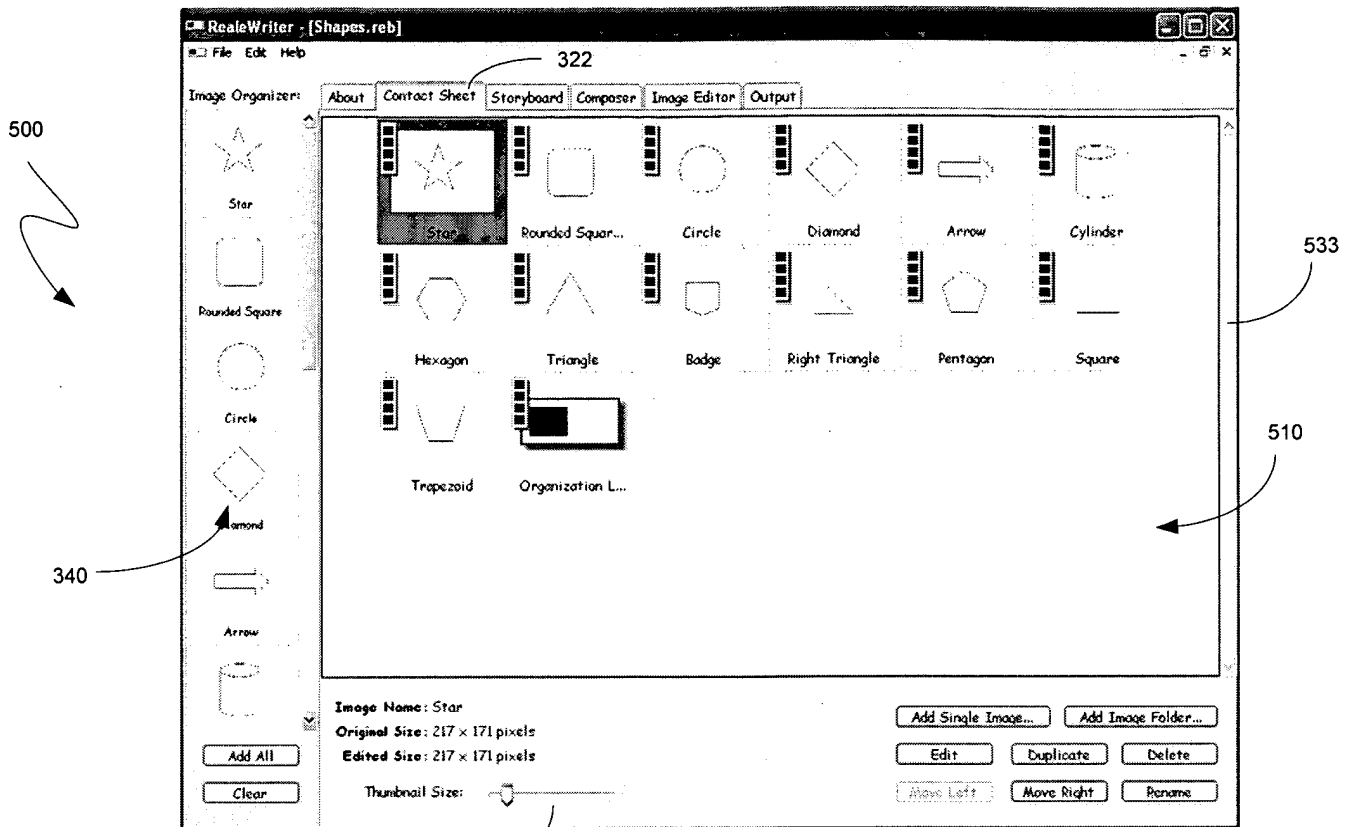 RealeWriter - [Shapes.reb]
File Edit Help
322
Image Organizer:
About Contact Sheet Storyboard Composer Image Editor Output
500
Star
Rounded Square
Circle
Diamond
340
Arrow
Star Rounded Squar... Circle Diamond Arrow Cylinder
533
Hexagon Triangle Badge Right Triangle Pentagon Square
510
Trapezoid Organization L...
Image Name: Star
Original Size: 217 x 171 pixels
Edited Size: 217 x 171 pixels
Thumbnail Size:
Add Single Image... Add Image Folder...
Edit Duplicate Delete
Move Left Move Right Rename
Add All
Clear